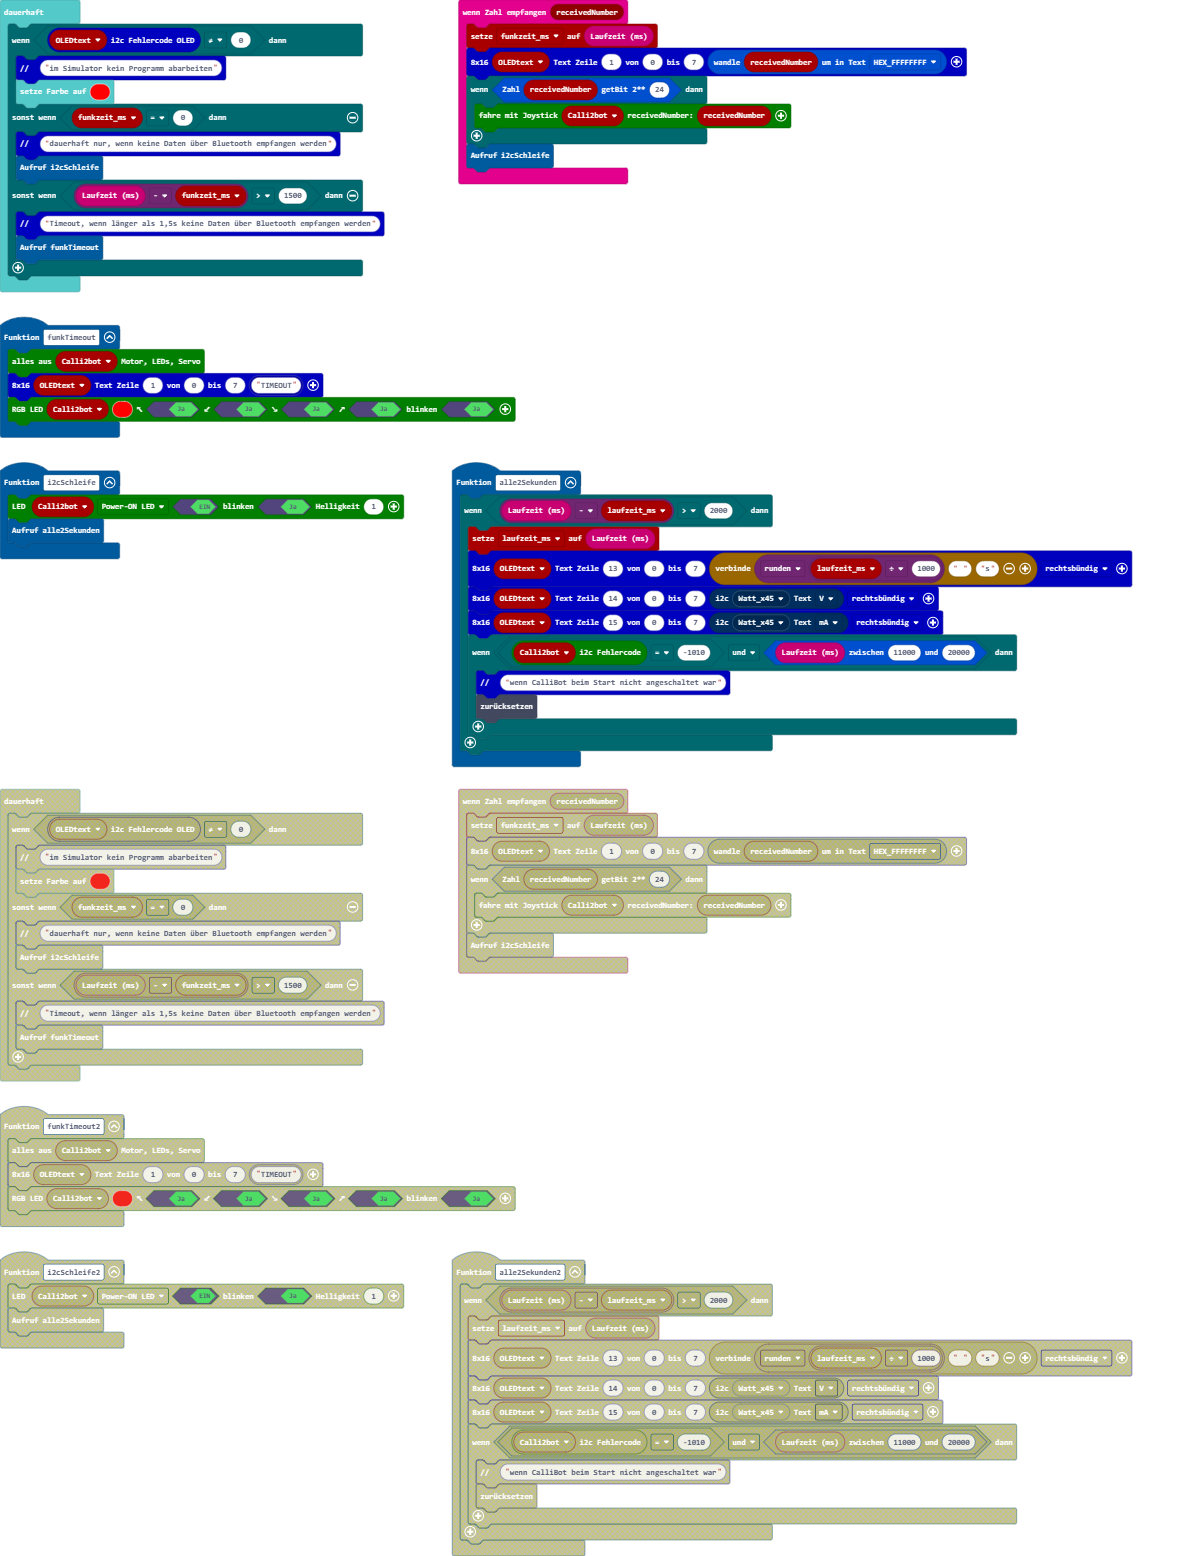 dauerhaft
wenn OLEDtext i2c Fehlercode OLED ≠ 0 dann
// "im Simulator kein Programm abarbeiten"
setze Farbe auf
sonst wenn funkzeit_ms = 0 dann
// "dauerhaft nur, wenn keine Daten über Bluetooth empfangen werden"
Aufruf i2cSchleife
sonst wenn Laufzeit (ms) - funkzeit_ms > 1500 dann
// "Timeout, wenn länger als 1,5s keine Daten über Bluetooth empfangen werden"
Aufruf funkTimeout
wenn Zahl empfangen receivedNumber
setze funkzeit_ms auf Laufzeit (ms)
8x16 OLEDtext Text Zeile 1 von 0 bis 7 wandle receivedNumber um in Text HEX_FFFFFFFF
wenn Zahl receivedNumber getBit 2** 24 dann
fahre mit Joystick Calli2bot receivedNumber: receivedNumber
Aufruf i2cSchleife
Funktion funkTimeout
alles aus Calli2bot Motor, LEDs, Servo
8x16 OLEDtext Text Zeile 1 von 0 bis 7 "TIMEOUT"
RGB LED Calli2bot ↖ Ja ↙ Ja ↘ Ja ↗ Ja blinken Ja
Funktion i2cSchleife
LED Calli2bot Power-ON LED EIN blinken Ja Helligkeit 1
Aufruf alle2Sekunden
Funktion alle2Sekunden
wenn Laufzeit (ms) - laufzeit_ms > 2000 dann
setze laufzeit_ms auf Laufzeit (ms)
8x16 OLEDtext Text Zeile 13 von 0 bis 7 verbinde runden laufzeit_ms ÷ 1000 " " "s" rechtsbündig
8x16 OLEDtext Text Zeile 14 von 0 bis 7 i2c Watt_x45 Text V rechtsbündig
8x16 OLEDtext Text Zeile 15 von 0 bis 7 i2c Watt_x45 Text mA rechtsbündig
wenn Calli2bot i2c Fehlercode = -1010 und Laufzeit (ms) zwischen 11000 und 20000 dann
// "wenn CalliBot beim Start nicht angeschaltet war"
zurücksetzen
dauerhaft
wenn OLEDtext i2c Fehlercode OLED ≠ 0 dann
// "im Simulator kein Programm abarbeiten"
setze Farbe auf
sonst wenn funkzeit_ms = 0 dann
// "dauerhaft nur, wenn keine Daten über Bluetooth empfangen werden"
Aufruf i2cSchleife
sonst wenn Laufzeit (ms) - funkzeit_ms > 1500 dann
// "Timeout, wenn länger als 1,5s keine Daten über Bluetooth empfangen werden"
Aufruf funkTimeout
wenn Zahl empfangen receivedNumber
setze funkzeit_ms auf Laufzeit (ms)
8x16 OLEDtext Text Zeile 1 von 0 bis 7 wandle receivedNumber um in Text HEX_FFFFFFFF
wenn Zahl receivedNumber getBit 2** 24 dann
fahre mit Joystick Calli2bot receivedNumber: receivedNumber
Aufruf i2cSchleife
Funktion funkTimeout2
alles aus Calli2bot Motor, LEDs, Servo
8x16 OLEDtext Text Zeile 1 von 0 bis 7 "TIMEOUT"
RGB LED Calli2bot ↖ Ja ↙ Ja ↘ Ja ↗ Ja blinken Ja
Funktion i2cSchleife2
LED Calli2bot Power-ON LED EIN blinken Ja Helligkeit 1
Aufruf alle2Sekunden
Funktion alle2Sekunden2
wenn Laufzeit (ms) - laufzeit_ms > 2000 dann
setze laufzeit_ms auf Laufzeit (ms)
8x16 OLEDtext Text Zeile 13 von 0 bis 7 verbinde runden laufzeit_ms ÷ 1000 " " "s" rechtsbündig
8x16 OLEDtext Text Zeile 14 von 0 bis 7 i2c Watt_x45 Text V rechtsbündig
8x16 OLEDtext Text Zeile 15 von 0 bis 7 i2c Watt_x45 Text mA rechtsbündig
wenn Calli2bot i2c Fehlercode = -1010 und Laufzeit (ms) zwischen 11000 und 20000 dann
// "wenn CalliBot beim Start nicht angeschaltet war"
zurücksetzen